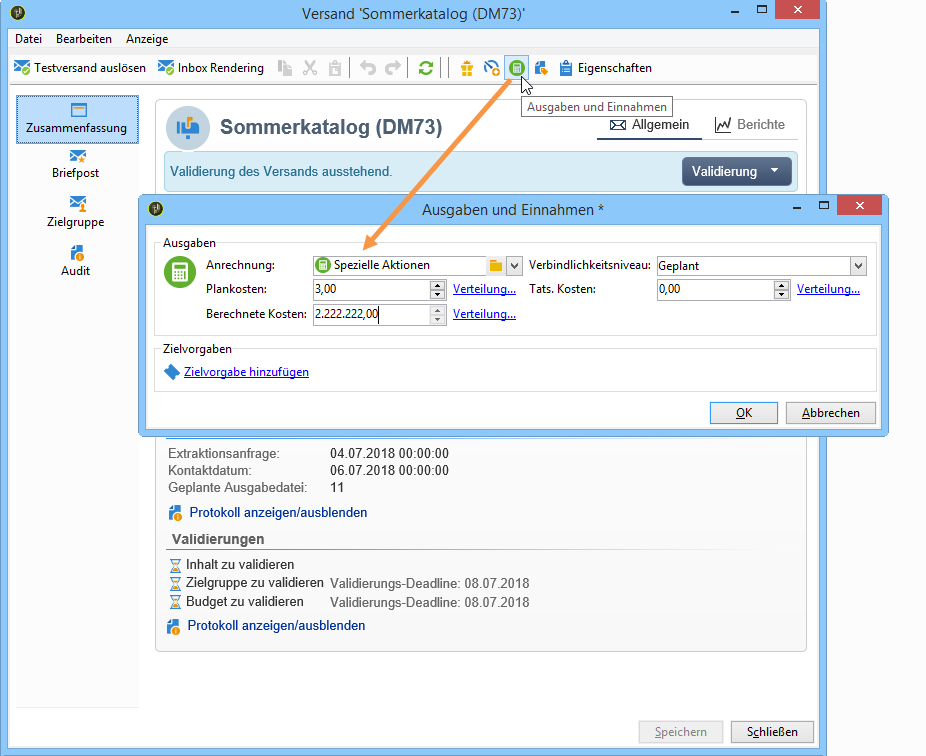 Versand 'Sommerkatalog (DM73)'
Datei Bearbeiten Anzeige
Testversand auslösen Inbox Rendering Eigenschaften
Ausgaben und Einnahmen
Zusammenfassung
Briefpost
Zielgruppe
Audit
Sommerkatalog (DM73)
Allgemein Berichte
Validierung des Versands ausstehend.
Validierung
Ausgaben und Einnahmen *
Ausgaben
Anrechnung: Spezielle Aktionen Verbindlichkeitsniveau: Geplant
Plankosten: 3,00 Verteilung... Tats. Kosten: 0,00 Verteilung...
Berechnete Kosten: 2.222.222,00 Verteilung...
Zielvorgaben
Zielvorgabe hinzufügen
OK Abbrechen
Extraktionsanfrage: 04.07.2018 00:00:00
Kontaktdatum: 06.07.2018 00:00:00
Geplante Ausgabedatei: 11
Protokoll anzeigen/ausblenden
Validierungen
Inhalt zu validieren
Zielgruppe zu validieren Validierungs-Deadline: 08.07.2018
Budget zu validieren Validierungs-Deadline: 08.07.2018
Protokoll anzeigen/ausblenden
Speichern Schließen